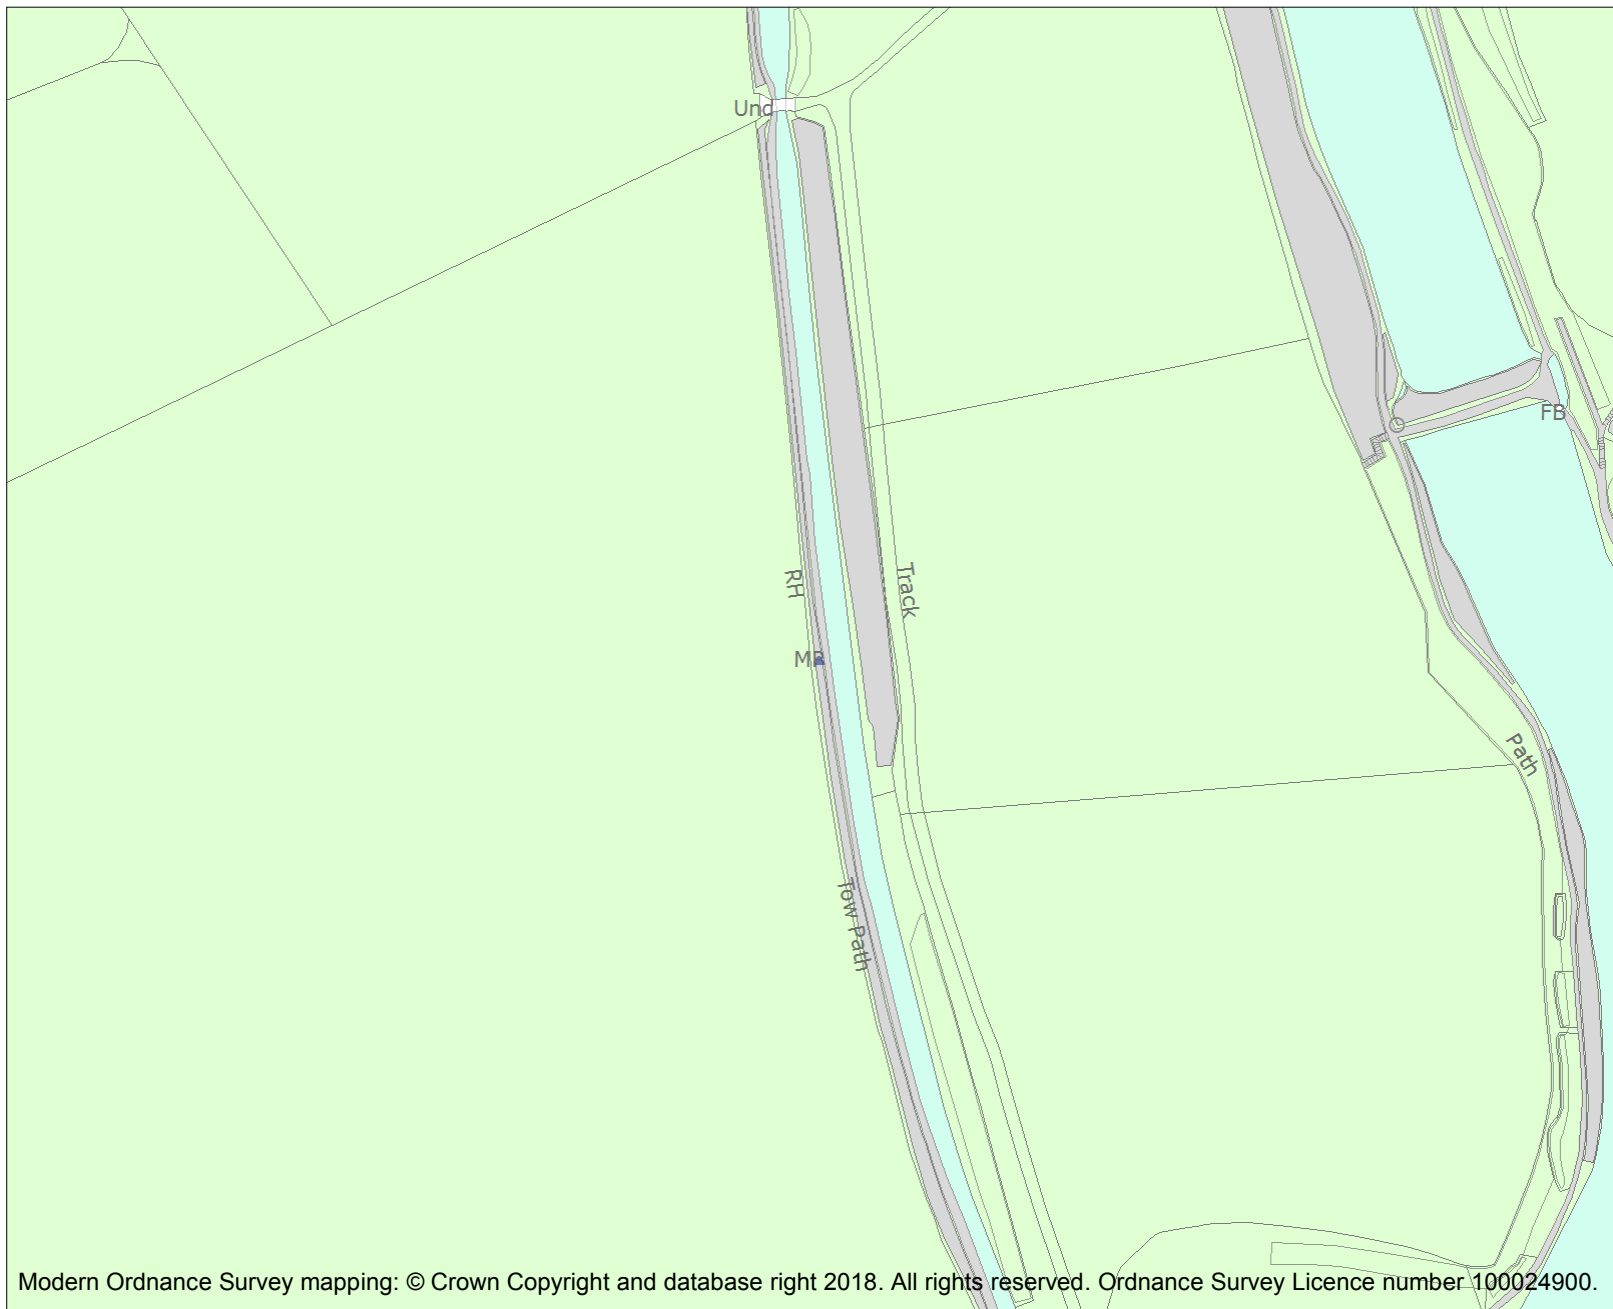 Und
FB
RH
Track
MP
Path
Tow Path
Modern Ordnance Survey mapping: © Crown Copyright and database right 2018. All rights reserved. Ordnance Survey Licence number 100024900.